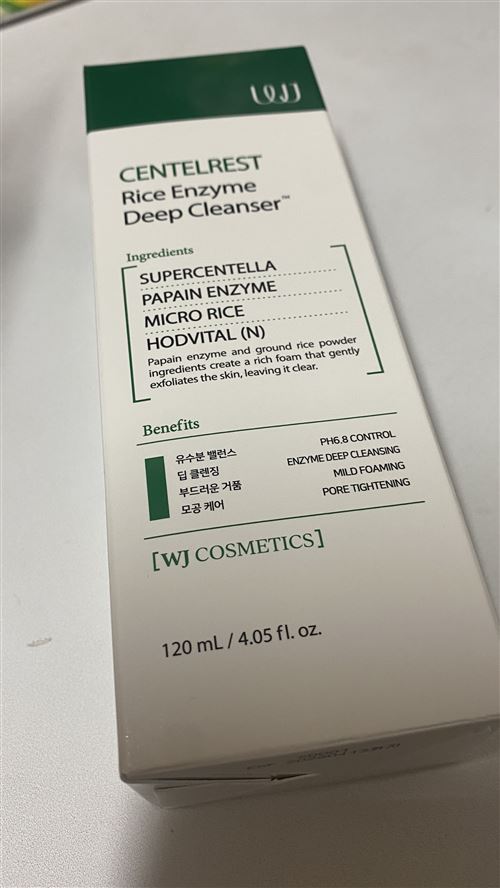 WJ
CENTELREST
Rice Enzyme
Deep Cleanser™
Ingredients
SUPERCENTELLA
PAPAIN ENZYME
MICRO RICE
HODVITAL (N)
Papain enzyme and ground rice powder
ingredients create a rich foam that gently
exfoliates the skin, leaving it clear.
Benefits
유수분 밸런스 PH6.8 CONTROL
딥 클렌징 ENZYME DEEP CLEANSING
부드러운 거품 MILD FOAMING
모공 케어 PORE TIGHTENING
[WJ COSMETICS]
120 mL / 4.05 fl. oz.